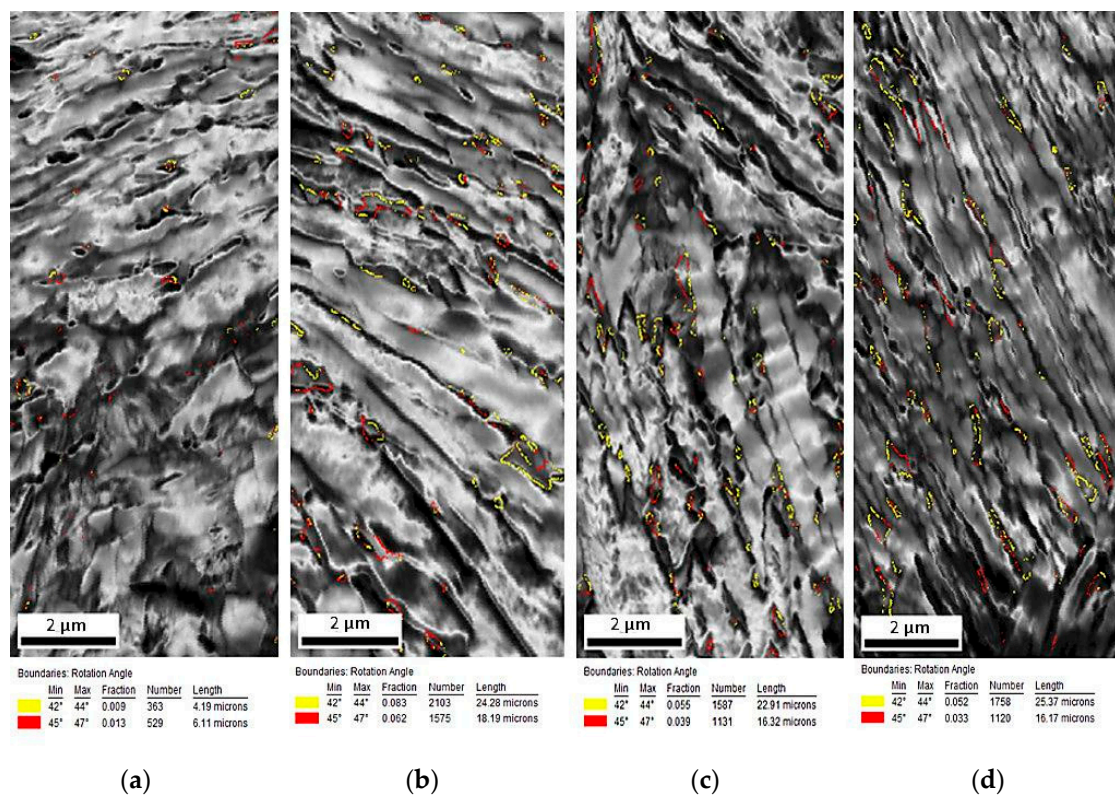 2 μm
2 μm
2 μm
2 μm
Boundaries: Rotation Angle
Min Max Fraction Number Length
42° 44° 0.009 363 4.19 microns
45° 47° 0.013 529 6.11 microns
Boundaries: Rotation Angle
Min Max Fraction Number Length
42° 44° 0.083 2103 24.28 microns
45° 47° 0.062 1575 18.19 microns
Boundaries: Rotation Angle
Min Max Fraction Number Length
42° 44° 0.055 1587 22.91 microns
45° 47° 0.039 1131 16.32 microns
Boundaries: Rotation Angle
Min Max Fraction Number Length
42° 44° 0.052 1758 25.37 microns
45° 47° 0.033 1120 16.17 microns
(a)
(b)
(c)
(d)